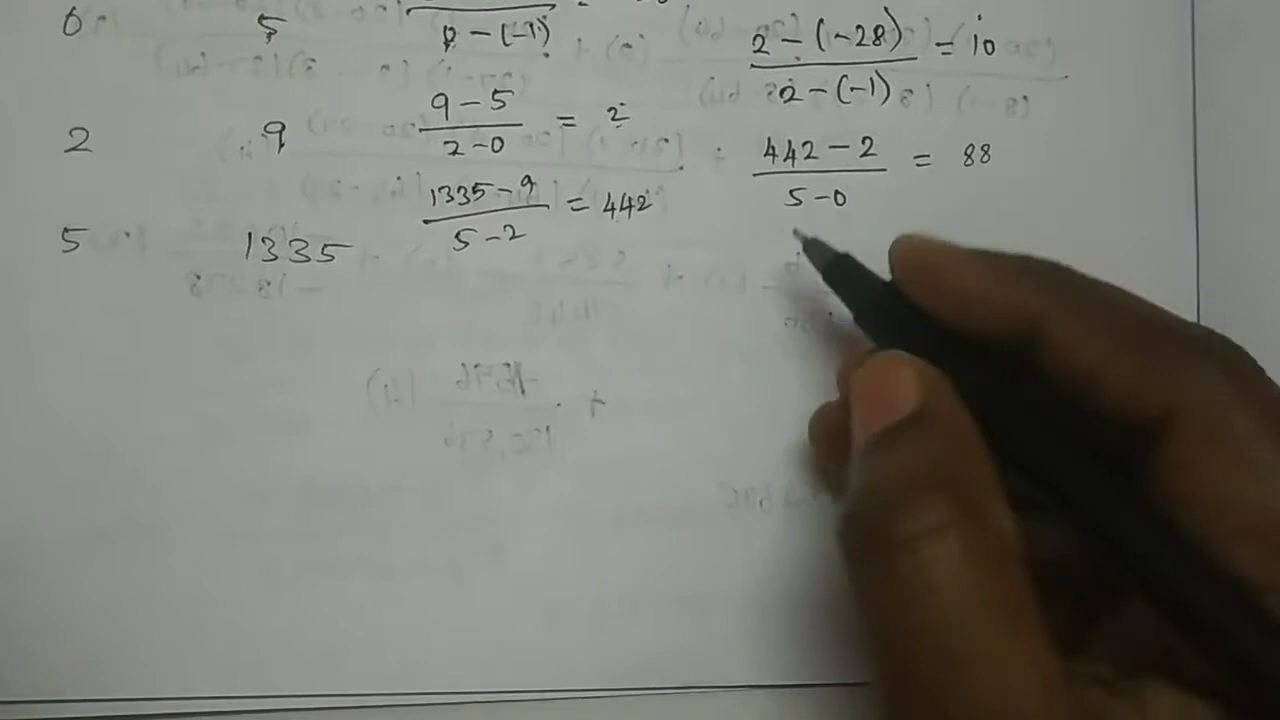 0 5 0 - (-1)
2 - (-28) / 2 - (-1) = 10
2 9 9 - 5 / 2 - 0 = 2 442 - 2 / 5 - 0 = 88
5 1335 1335 - 9 / 5 - 2 = 442